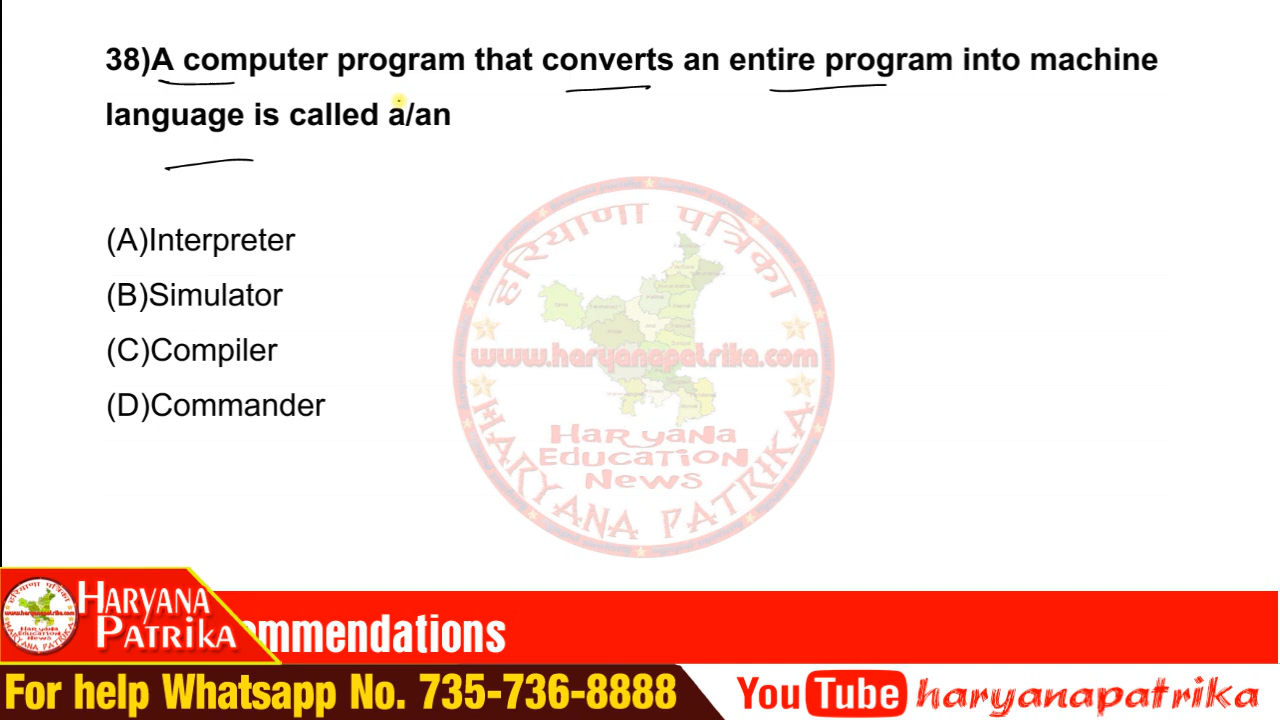 38)A computer program that converts an entire program into machine
language is called a/an
(A)Interpreter
(B)Simulator
(C)Compiler
(D)Commander
हरियाणा पत्रिका
www.haryanapatrika.com
Haryana
Education
News
HARYANA PATRIKA
HARYANA
PATRIKA
ommendations
For help Whatsapp No. 735-736-8888
YouTube haryanapatrika